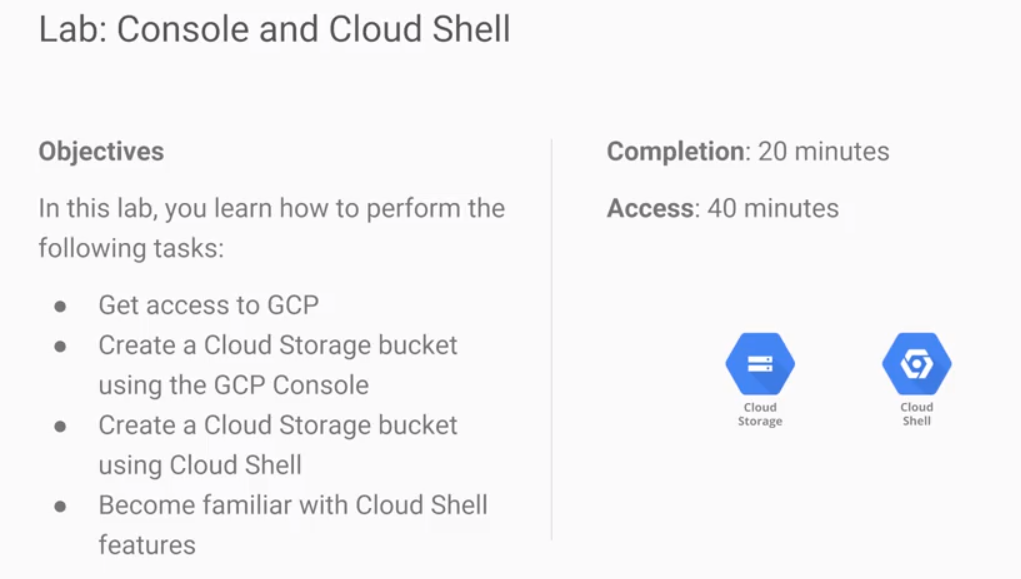 Lab: Console and Cloud Shell
Objectives
In this lab, you learn how to perform the
following tasks:
● Get access to GCP
● Create a Cloud Storage bucket
using the GCP Console
● Create a Cloud Storage bucket
using Cloud Shell
● Become familiar with Cloud Shell
features
Completion: 20 minutes
Access: 40 minutes
Cloud
Storage
Cloud
Shell